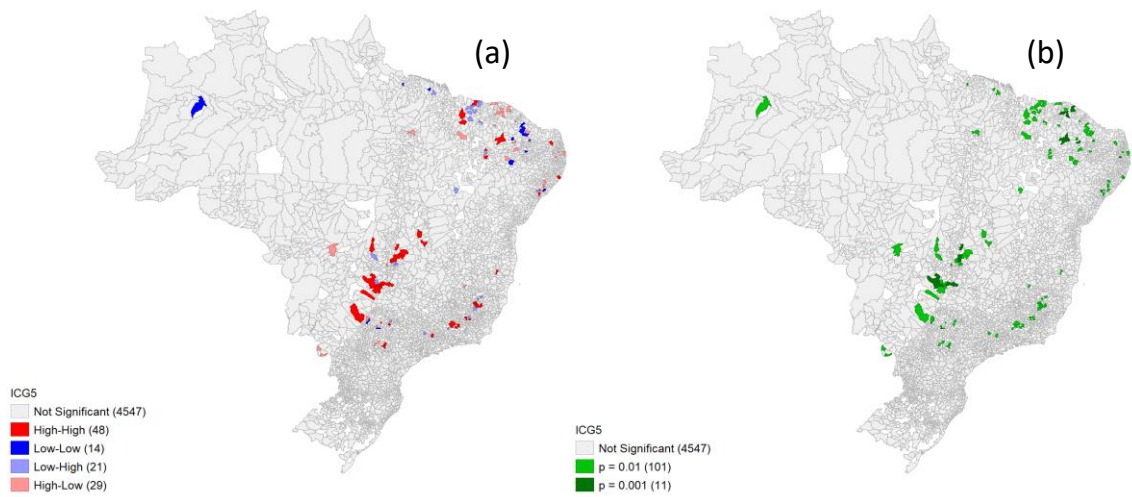 (a)
ICG5
Not Significant (4547)
High-High (48)
Low-Low (14)
Low-High (21)
High-Low (29)
(b)
ICG5
Not Significant (4547)
p = 0.01 (101)
p = 0.001 (11)